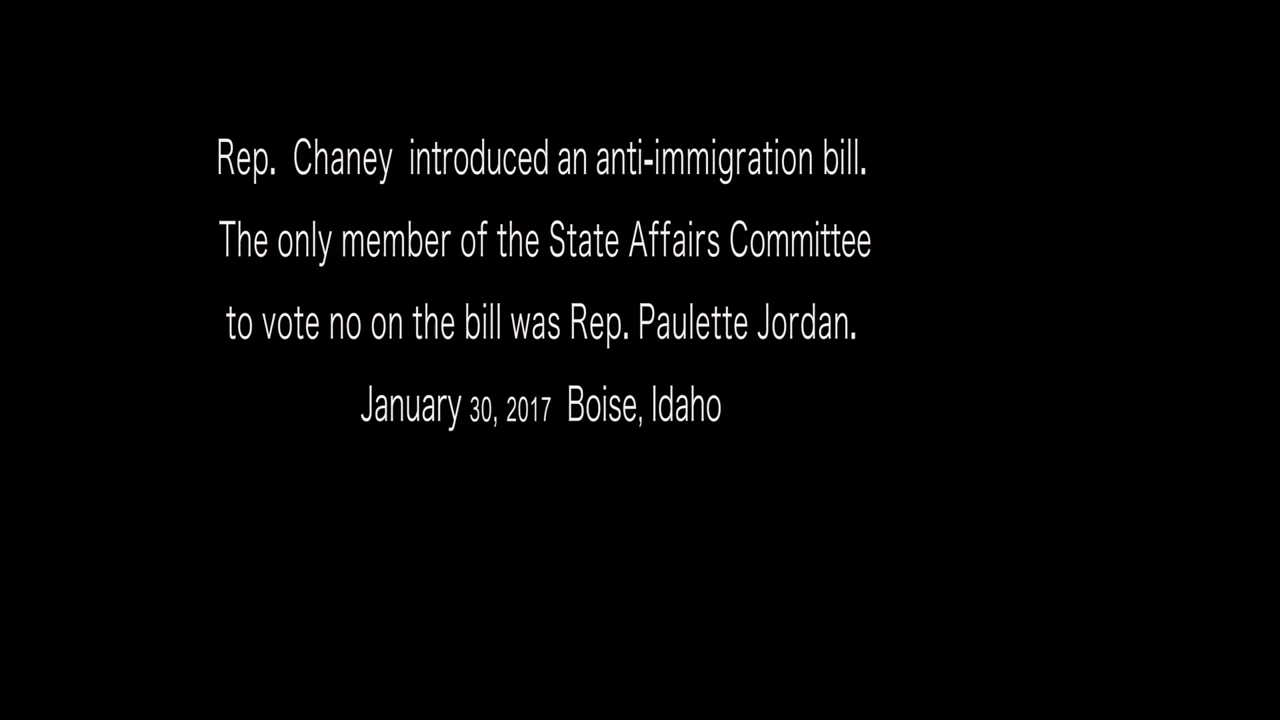 Rep. Chaney introduced an anti-immigration bill.
The only member of the State Affairs Committee
to vote no on the bill was Rep. Paulette Jordan.
January 30, 2017 Boise, Idaho